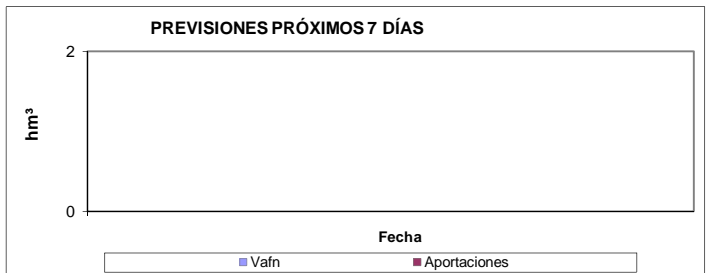 PREVISIONES PRÓXIMOS 7 DÍAS
2
hm³
0
Fecha
Vafn Aportaciones